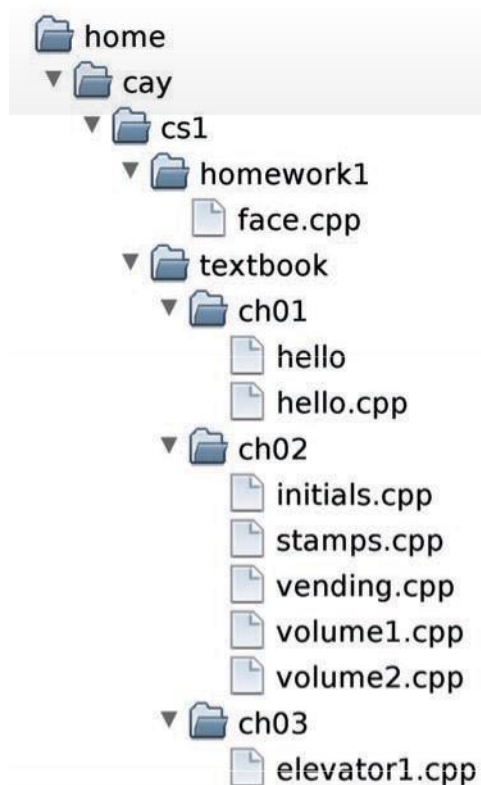 home
cay
cs1
homework1
face.cpp
textbook
ch01
hello
hello.cpp
ch02
initials.cpp
stamps.cpp
vending.cpp
volume1.cpp
volume2.cpp
ch03
elevator1.cpp